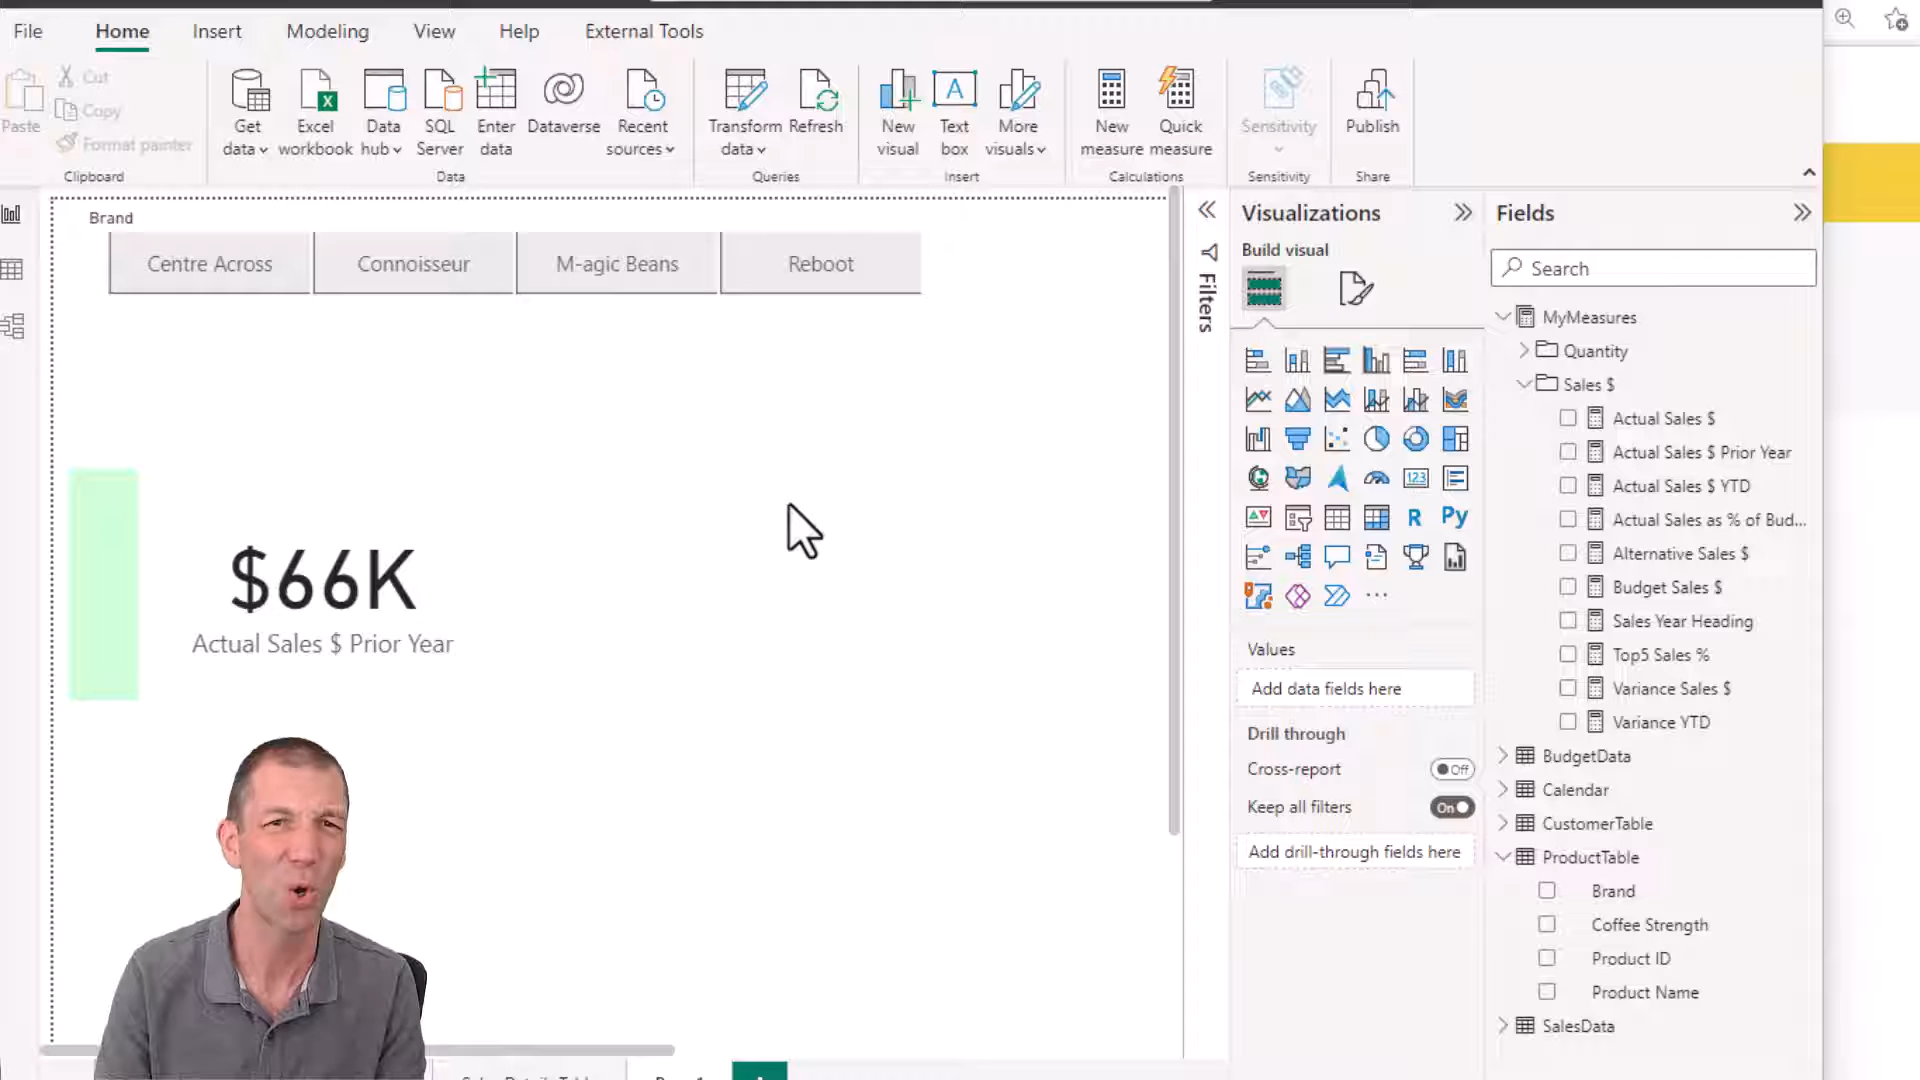 File Home Insert Modeling View Help External Tools
Paste
Cut
Copy
Format painter
Clipboard
Get data
Excel workbook
Data hub
SQL Server
Enter data
Dataverse
Recent sources
Data
Transform data
Refresh
Queries
New visual
Text box
More visuals
Insert
New measure
Quick measure
Calculations
Sensitivity
Sensitivity
Publish
Share
Brand
Centre Across
Connoisseur
M-agic Beans
Reboot
$66K
Actual Sales $ Prior Year
Filters
Visualizations
Build visual
123
R
Py
Values
Add data fields here
Drill through
Cross-report
Off
Keep all filters
On
Add drill-through fields here
Fields
Search
MyMeasures
Quantity
Sales $
Actual Sales $
Actual Sales $ Prior Year
Actual Sales $ YTD
Actual Sales as % of Bud...
Alternative Sales $
Budget Sales $
Sales Year Heading
Top5 Sales %
Variance Sales $
Variance YTD
BudgetData
Calendar
CustomerTable
ProductTable
Brand
Coffee Strength
Product ID
Product Name
SalesData